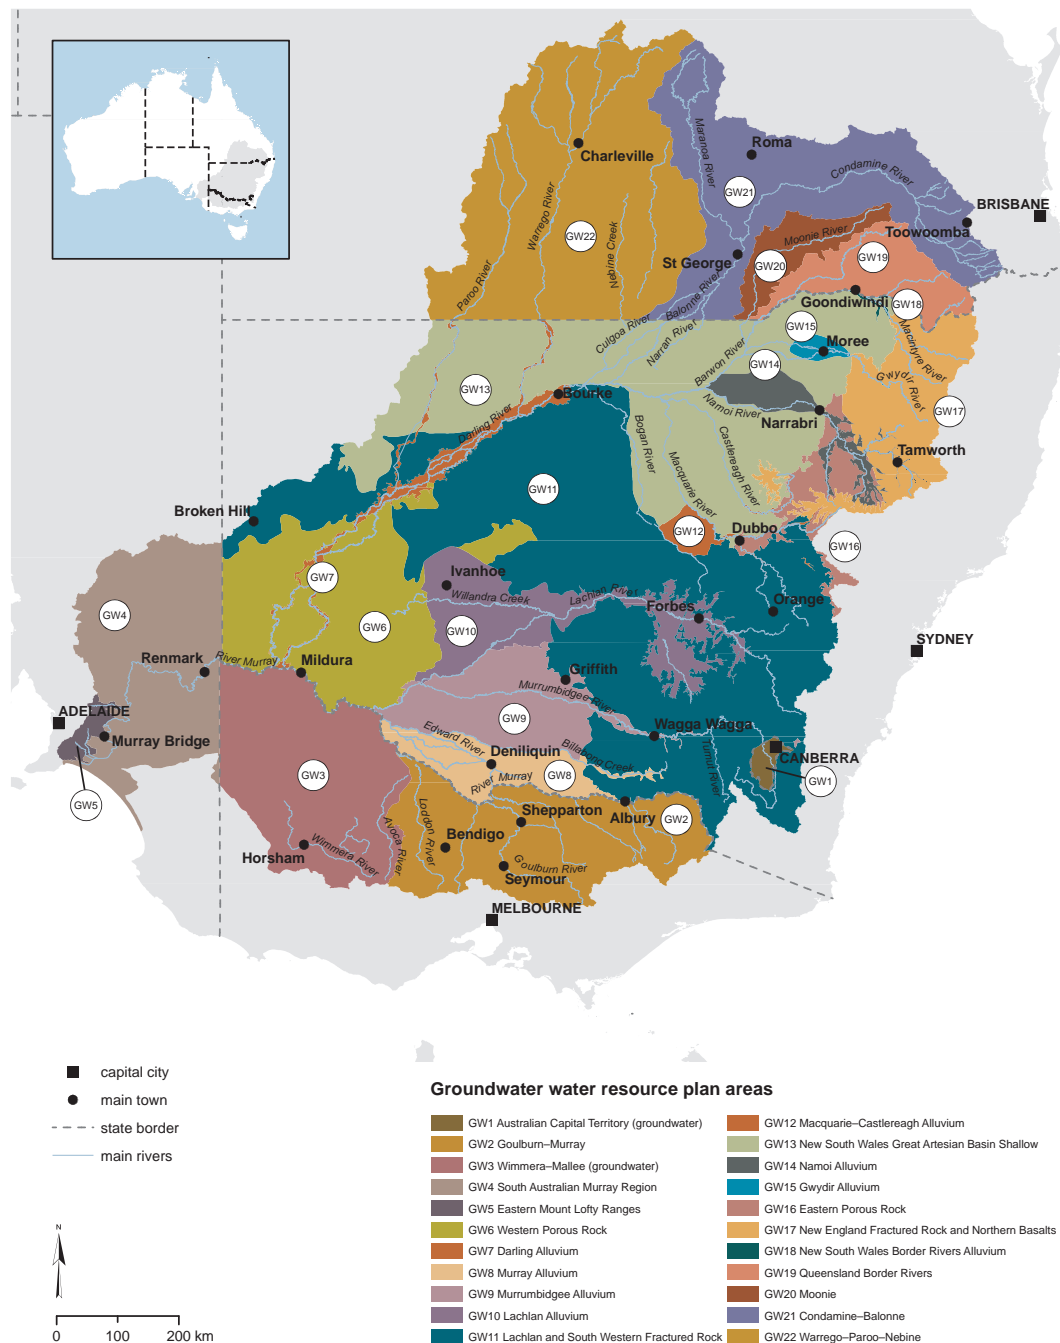 Charleville
Roma
Maranoa River
Condamine River
BRISBANE
GW21
Warrego River
GW22
Nebine Creek
Toowoomba
Moonie River
St George
GW20
GW19
Paroo River
Balonne River
Goondiwindi
GW18
Culgoa River
Narran River
GW15
Macintyre River
Moree
Barwon River
GW14
Gwydir River
GW13
Bourke
Namoi River
Narrabri
GW17
Darling River
Bogan River
Castlereagh River
Macquarie River
Tamworth
GW11
Broken Hill
GW12
Dubbo
GW16
GW7
Ivanhoe
Willandra Creek
Lachlan River
Forbes
Orange
GW4
GW6
GW10
SYDNEY
Renmark
River Murray
Mildura
Griffith
Murrumbidgee River
ADELAIDE
Murray Bridge
GW9
Wagga Wagga
Edward River
Deniliquin
Billabong Creek
Tumut River
CANBERRA
GW3
River Murray
GW8
GW1
GW5
Shepparton
Albury
GW2
Avoca River
Loddon River
Bendigo
Horsham
Wimmera River
Goulburn River
Seymour
MELBOURNE
capital city
main town
state border
main rivers
N
0 100 200 km
Groundwater water resource plan areas
GW1 Australian Capital Territory (groundwater)
GW2 Goulburn–Murray
GW3 Wimmera–Mallee (groundwater)
GW4 South Australian Murray Region
GW5 Eastern Mount Lofty Ranges
GW6 Western Porous Rock
GW7 Darling Alluvium
GW8 Murray Alluvium
GW9 Murrumbidgee Alluvium
GW10 Lachlan Alluvium
GW11 Lachlan and South Western Fractured Rock
GW12 Macquarie–Castlereagh Alluvium
GW13 New South Wales Great Artesian Basin Shallow
GW14 Namoi Alluvium
GW15 Gwydir Alluvium
GW16 Eastern Porous Rock
GW17 New England Fractured Rock and Northern Basalts
GW18 New South Wales Border Rivers Alluvium
GW19 Queensland Border Rivers
GW20 Moonie
GW21 Condamine–Balonne
GW22 Warrego–Paroo–Nebine